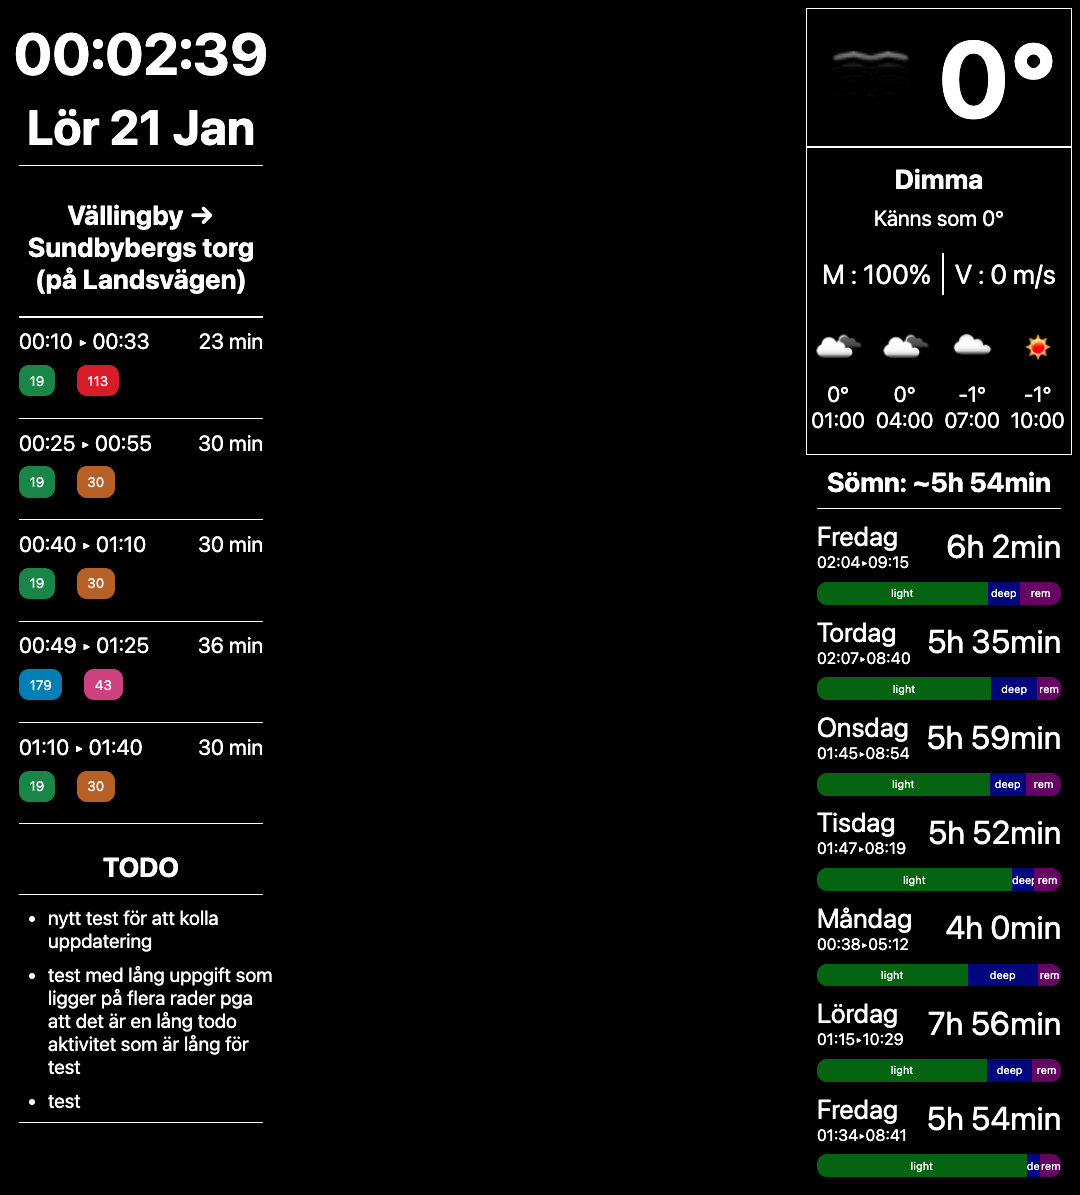 00:02:39
Lör 21 Jan
Vällingby →
Sundbybergs torg
(på Landsvägen)
00:10 ▸ 00:33 23 min
19 113
00:25 ▸ 00:55 30 min
19 30
00:40 ▸ 01:10 30 min
19 30
00:49 ▸ 01:25 36 min
179 43
01:10 ▸ 01:40 30 min
19 30
TODO
• nytt test för att kolla
uppdatering
• test med lång uppgift som
ligger på flera rader pga
att det är en lång todo
aktivitet som är lång för
test
• test
0°
Dimma
Känns som 0°
M : 100% V : 0 m/s
0° 0° -1° -1°
01:00 04:00 07:00 10:00
Sömn: ~5h 54min
Fredag 6h 2min
02:04▸09:15
light deep rem
Tordag 5h 35min
02:07▸08:40
light deep rem
Onsdag 5h 59min
01:45▸08:54
light deep rem
Tisdag 5h 52min
01:47▸08:19
light deep rem
Måndag 4h 0min
00:38▸05:12
light deep rem
Lördag 7h 56min
01:15▸10:29
light deep rem
Fredag 5h 54min
01:34▸08:41
light de rem